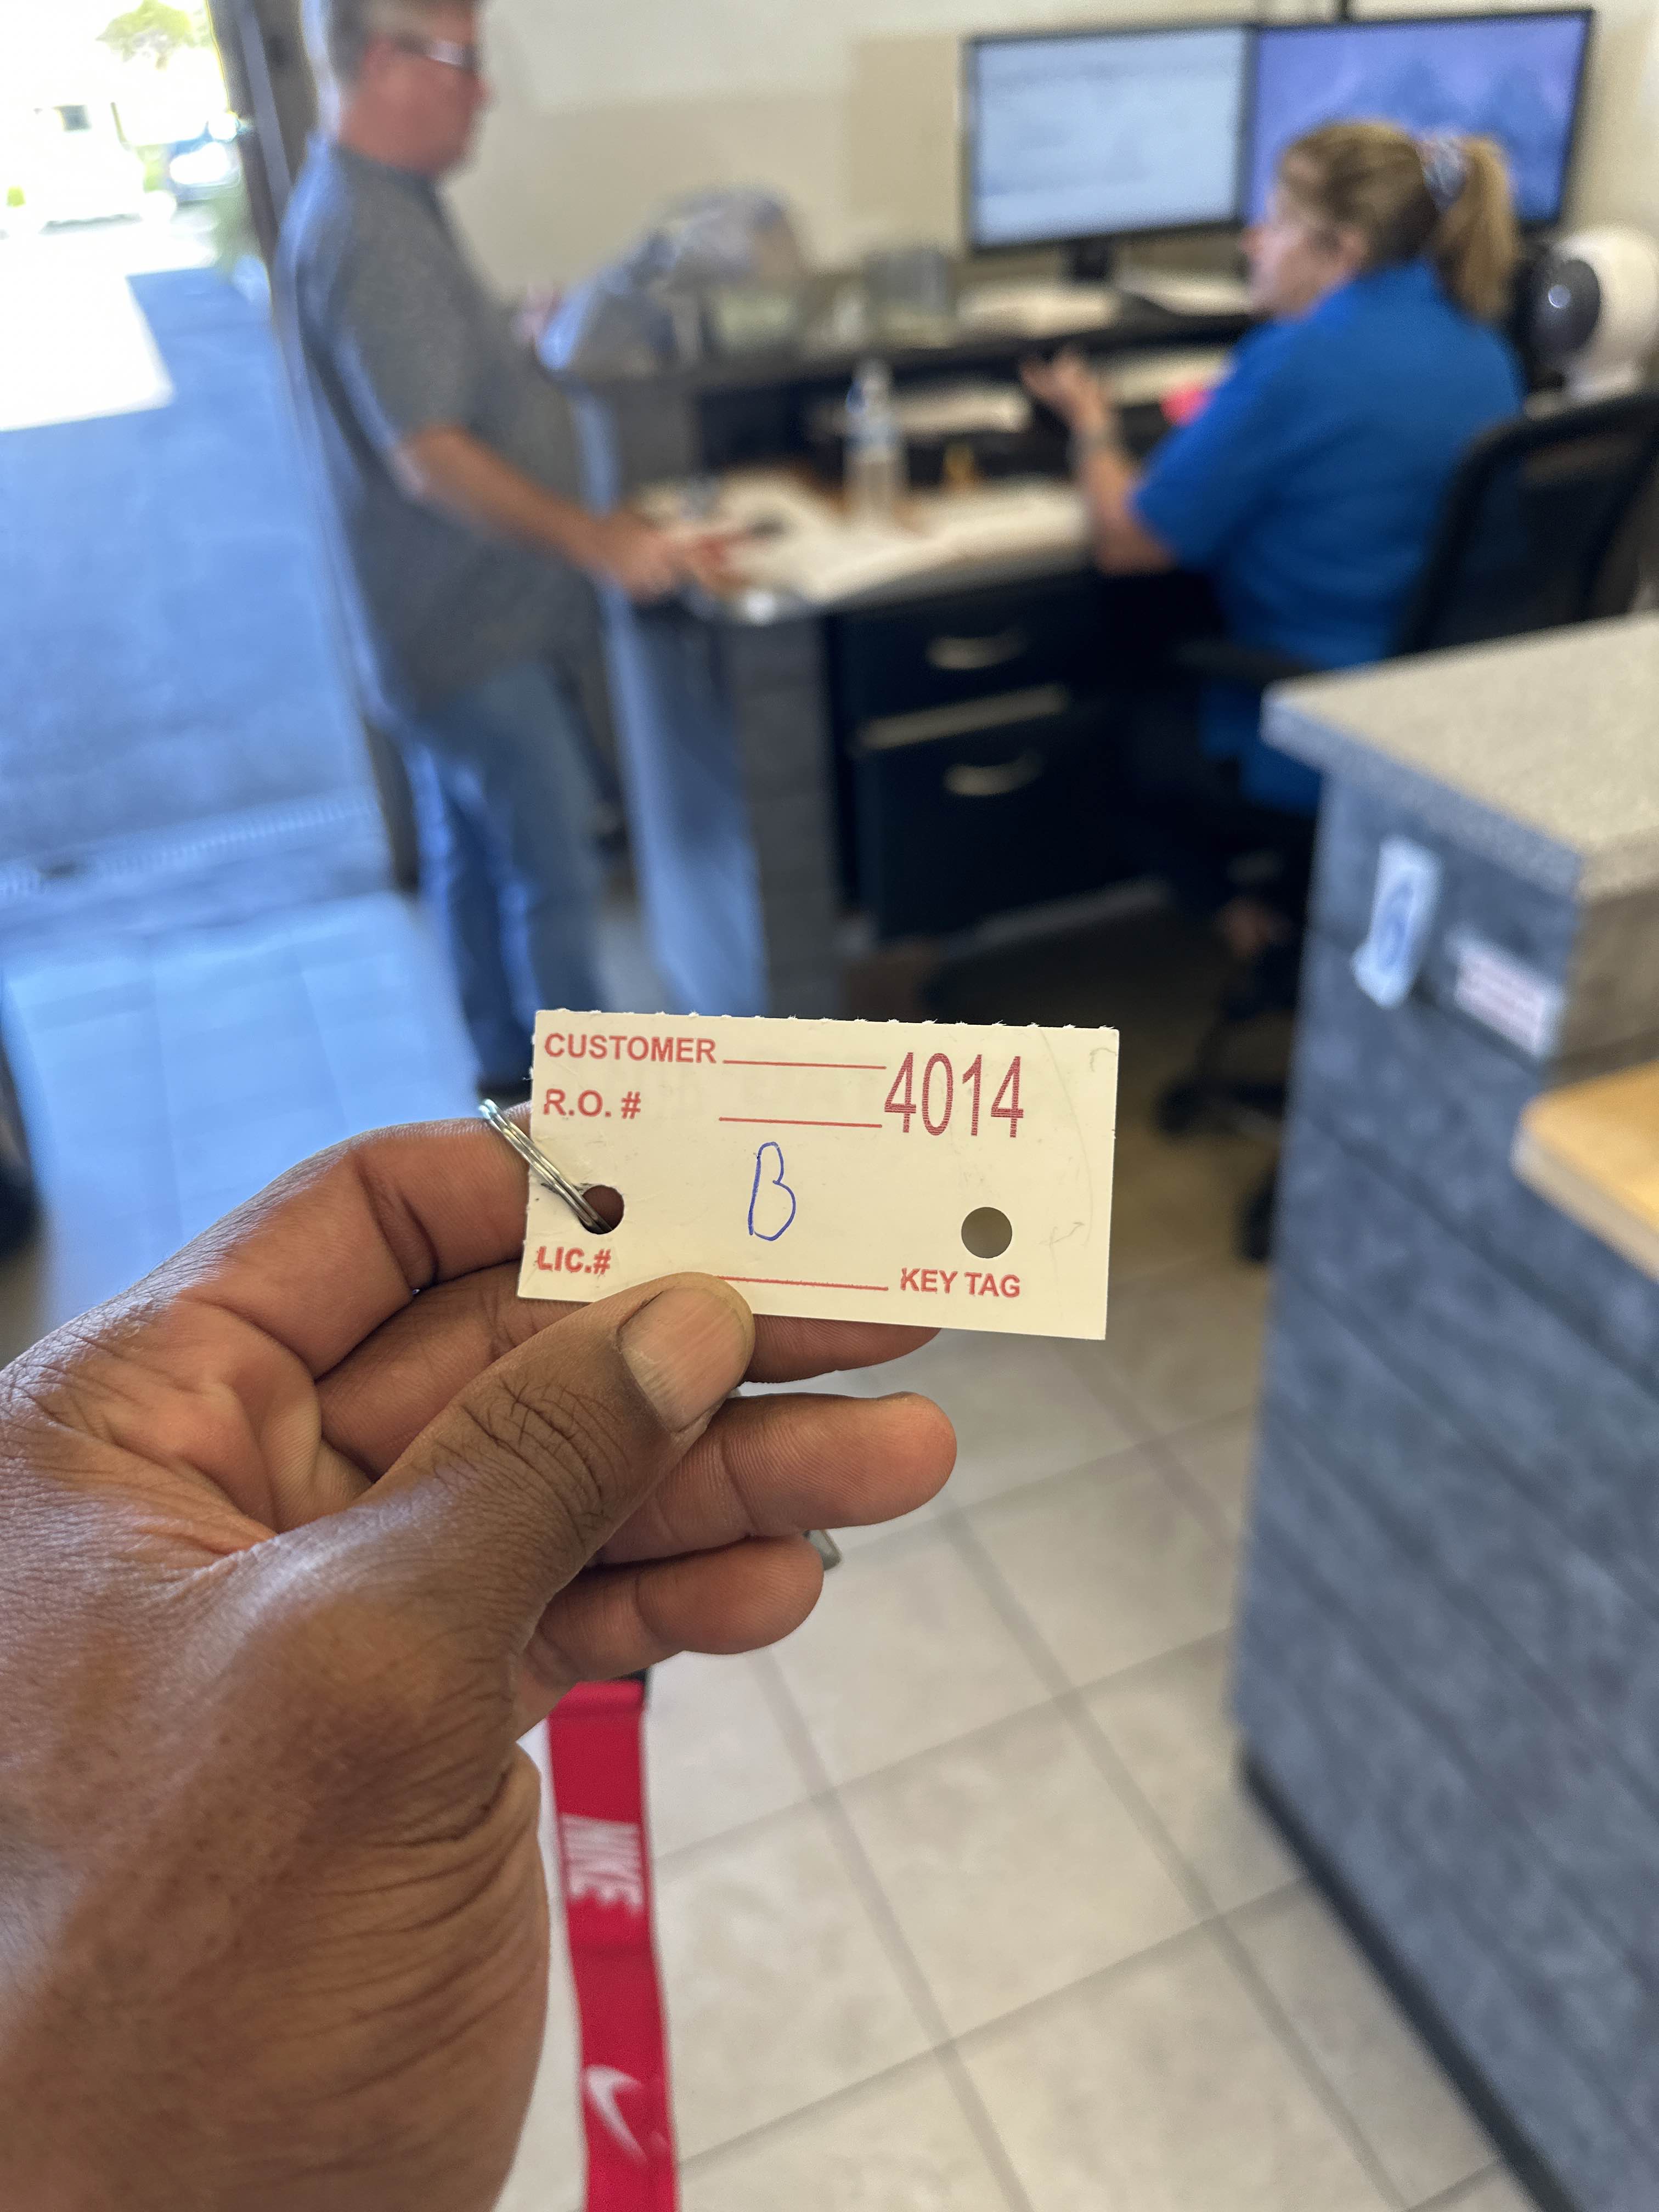 CUSTOMER
4014
R.O. #
B
LIC.#
KEY TAG
NIKE